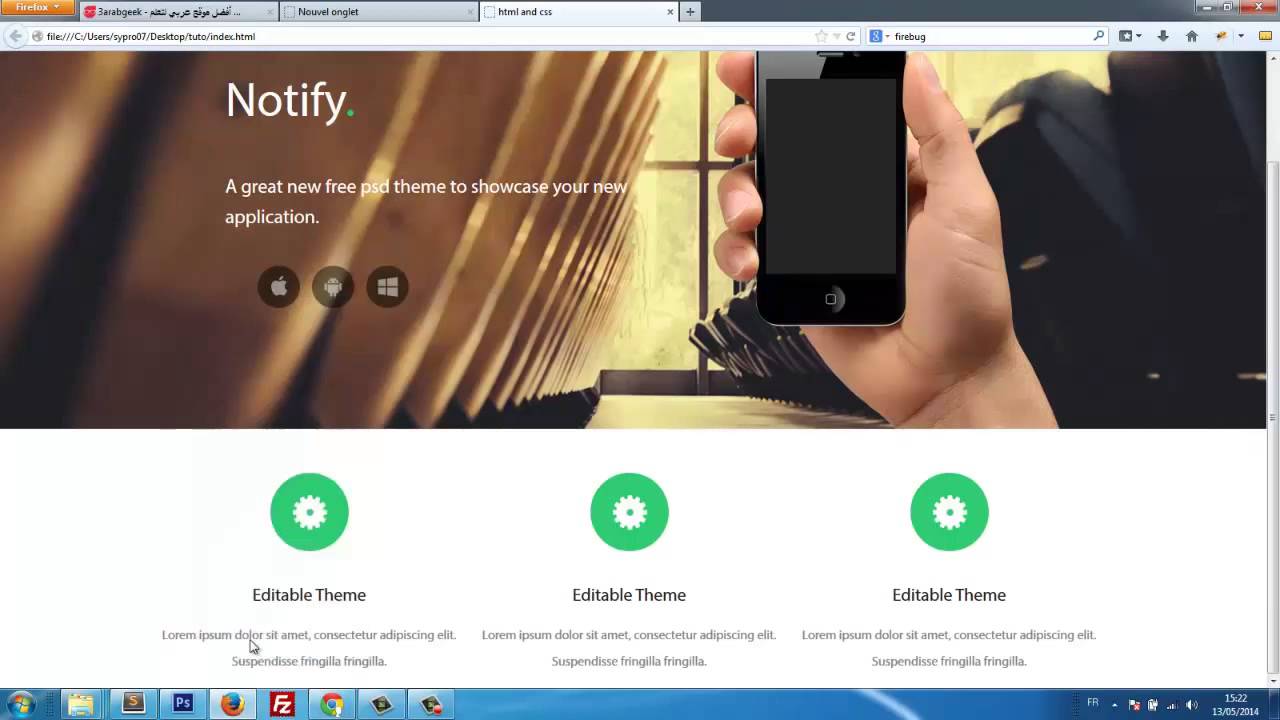 Firefox
3arabgeek - أفضل موقع عربي نتعلم ...
Nouvel onglet
html and css
file:///C:/Users/sypro07/Desktop/tuto/index.html
firebug
Notify.
A great new free psd theme to showcase your new
application.
Editable Theme
Editable Theme
Editable Theme
Lorem ipsum dolor sit amet, consectetur adipiscing elit.
Suspendisse fringilla fringilla.
Lorem ipsum dolor sit amet, consectetur adipiscing elit.
Suspendisse fringilla fringilla.
Lorem ipsum dolor sit amet, consectetur adipiscing elit.
Suspendisse fringilla fringilla.
S
Ps
Fz
FR
15:22
13/05/2014